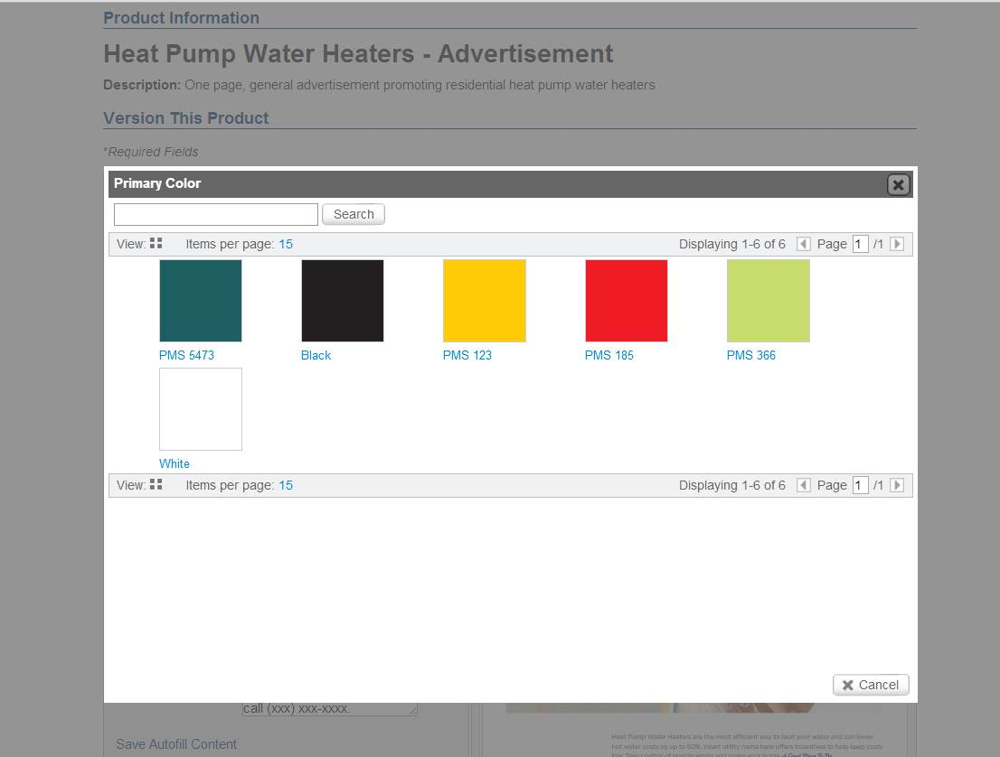 Product Information
Heat Pump Water Heaters - Advertisement
Description: One page, general advertisement promoting residential heat pump water heaters
Version This Product
*Required Fields
Primary Color
Search
View: Items per page: 15 Displaying 1-6 of 6 Page 1 /1
PMS 5473 Black PMS 123 PMS 185 PMS 366
White
View: Items per page: 15 Displaying 1-6 of 6 Page 1 /1
Cancel
call (xxx) xxx-xxxx.
Save Autofill Content
Heat Pump Water Heaters are the most efficient way to heat your water and can lower
hot water costs by up to 50%. Insert utility name here offers incentives to help keep costs